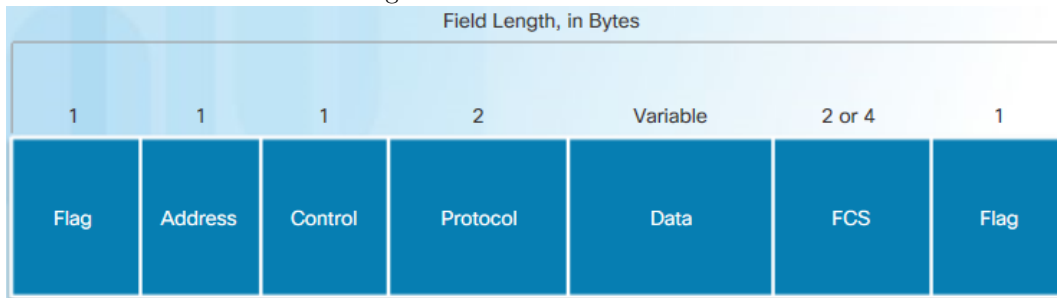 Field Length, in Bytes
1 1 1 2 Variable 2 or 4 1
Flag Address Control Protocol Data FCS Flag